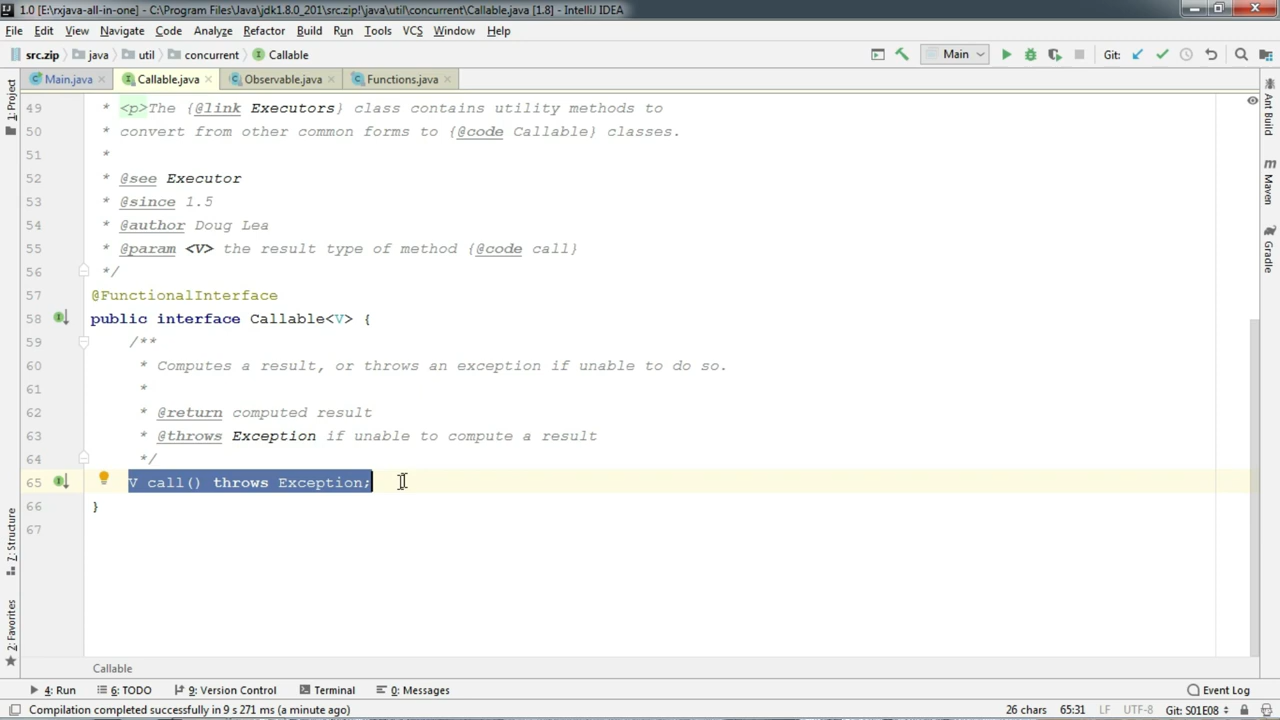 1.0 [E:\rxjava-all-in-one] - C:\Program Files\Java\jdk1.8.0_201\src.zip!\java\util\concurrent\Callable.java [1.8] - IntelliJ IDEA
File Edit View Navigate Code Analyze Refactor Build Run Tools VCS Window Help
src.zip java util concurrent Callable Main Git:
Main.java Callable.java Observable.java Functions.java
1: Project
Ant Build
Maven
Gradle
7: Structure
2: Favorites
49 * <p>The {@link Executors} class contains utility methods to
50 * convert from other common forms to {@code Callable} classes.
51 *
52 * @see Executor
53 * @since 1.5
54 * @author Doug Lea
55 * @param <V> the result type of method {@code call}
56 */
57 @FunctionalInterface
58 public interface Callable<V> {
59 /**
60 * Computes a result, or throws an exception if unable to do so.
61 *
62 * @return computed result
63 * @throws Exception if unable to compute a result
64 */
65 V call() throws Exception;
66 }
67
Callable
4: Run 6: TODO 9: Version Control Terminal 0: Messages Event Log
Compilation completed successfully in 9 s 271 ms (a minute ago) 26 chars 65:31 LF UTF-8 Git: S01E08